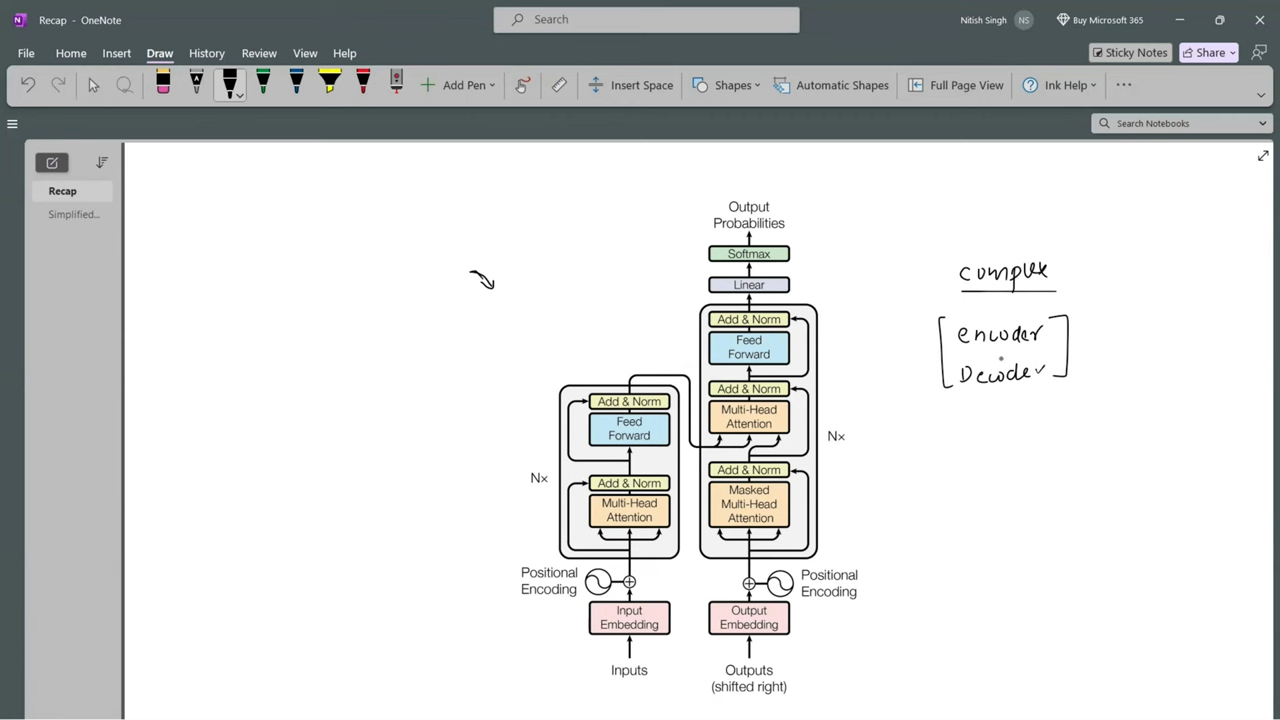 Recap - OneNote
Search
Nitish Singh NS
Buy Microsoft 365
File Home Insert Draw History Review View Help
Sticky Notes
Share
Add Pen
Insert Space
Shapes
Automatic Shapes
Full Page View
Ink Help
Search Notebooks
Recap
Simplified...
Output
Probabilities
Softmax
Linear
Add & Norm
Feed
Forward
Add & Norm
Multi-Head
Attention
Nx
Add & Norm
Masked
Multi-Head
Attention
Positional
Encoding
Output
Embedding
Outputs
(shifted right)
Add & Norm
Feed
Forward
Nx
Add & Norm
Multi-Head
Attention
Positional
Encoding
Input
Embedding
Inputs
complex
encoder
Decoder